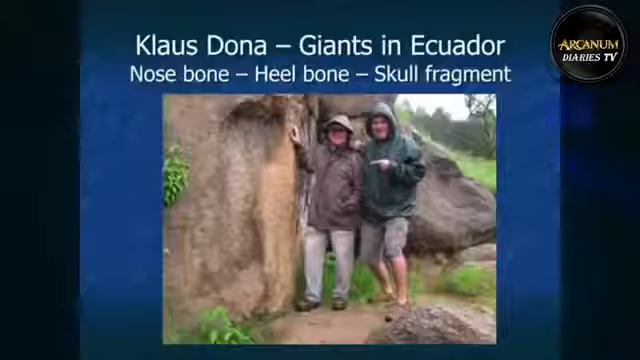 Klaus Dona – Giants in Ecuador
Nose bone – Heel bone – Skull fragment
ARCANUM
DIARIES TV